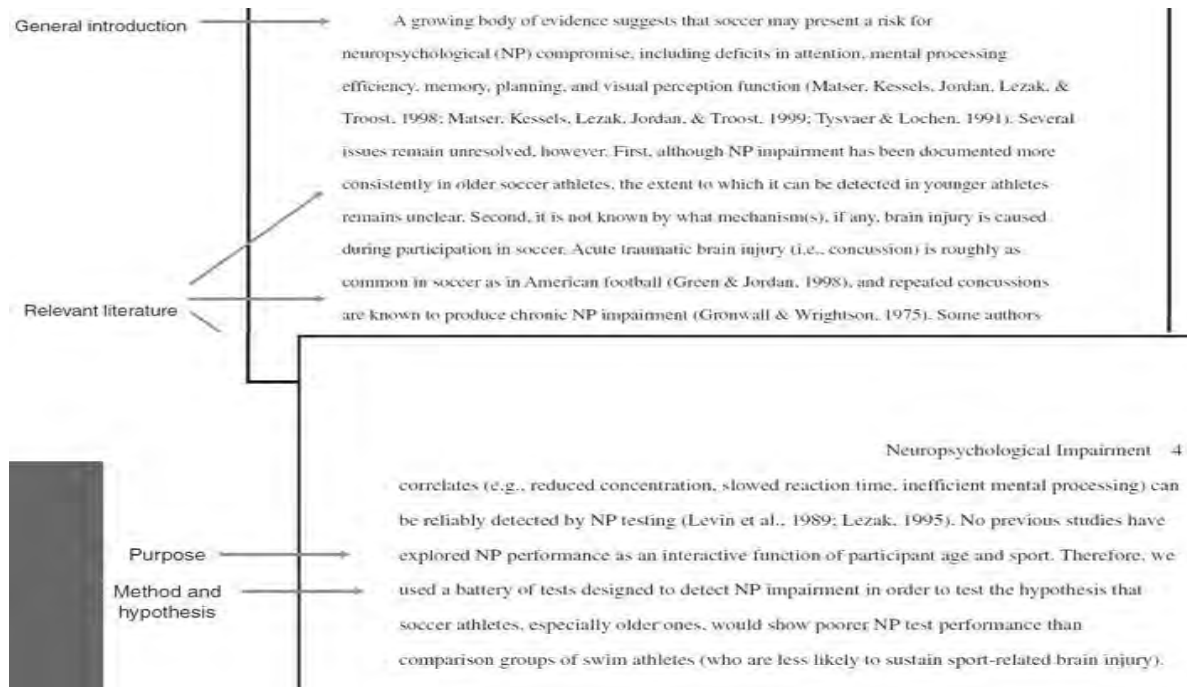 General introduction
A growing body of evidence suggests that soccer may present a risk for
neuropsychological (NP) compromise, including deficits in attention, mental processing
efficiency, memory, planning, and visual perception function (Matser, Kessels, Jordan, Lezak, &
Troost, 1998; Matser, Kessels, Lezak, Jordan, & Troost, 1999; Tysvaer & Lochen, 1991). Several
issues remain unresolved, however. First, although NP impairment has been documented more
consistently in older soccer athletes, the extent to which it can be detected in younger athletes
remains unclear. Second, it is not known by what mechanism(s), if any, brain injury is caused
during participation in soccer. Acute traumatic brain injury (i.e., concussion) is roughly as
common in soccer as in American football (Green & Jordan, 1998), and repeated concussions
Relevant literature
are known to produce chronic NP impairment (Gronwall & Wrightson, 1975). Some authors
Neuropsychological Impairment 4
correlates (e.g., reduced concentration, slowed reaction time, inefficient mental processing) can
be reliably detected by NP testing (Levin et al., 1989; Lezak, 1995). No previous studies have
Purpose
explored NP performance as an interactive function of participant age and sport. Therefore, we
Method and
hypothesis
used a battery of tests designed to detect NP impairment in order to test the hypothesis that
soccer athletes, especially older ones, would show poorer NP test performance than
comparison groups of swim athletes (who are less likely to sustain sport-related brain injury).